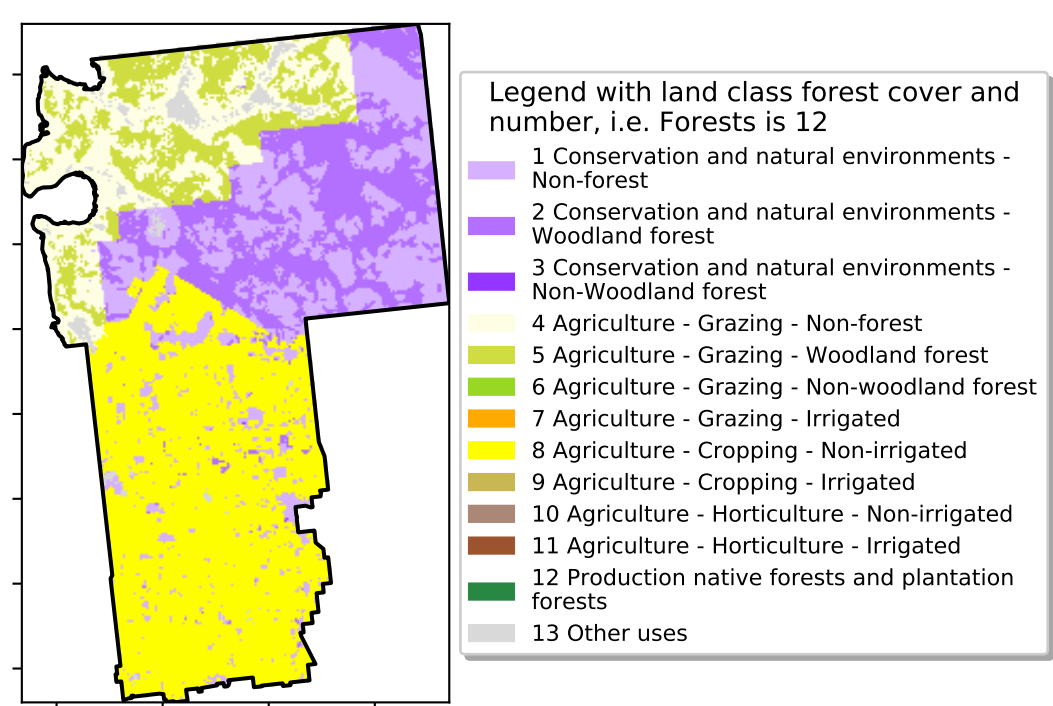 Legend with land class forest cover and
number, i.e. Forests is 12
1 Conservation and natural environments -
Non-forest
2 Conservation and natural environments -
Woodland forest
3 Conservation and natural environments -
Non-Woodland forest
4 Agriculture - Grazing - Non-forest
5 Agriculture - Grazing - Woodland forest
6 Agriculture - Grazing - Non-woodland forest
7 Agriculture - Grazing - Irrigated
8 Agriculture - Cropping - Non-irrigated
9 Agriculture - Cropping - Irrigated
10 Agriculture - Horticulture - Non-irrigated
11 Agriculture - Horticulture - Irrigated
12 Production native forests and plantation
forests
13 Other uses